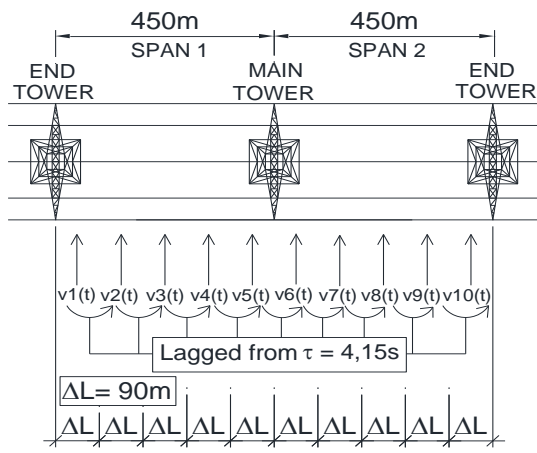 450m 450m
SPAN 1 SPAN 2
END TOWER MAIN TOWER END TOWER
v1(t) v2(t) v3(t) v4(t) v5(t) v6(t) v7(t) v8(t) v9(t) v10(t)
Lagged from τ = 4,15s
ΔL= 90m
ΔL ΔL ΔL ΔL ΔL ΔL ΔL ΔL ΔL ΔL